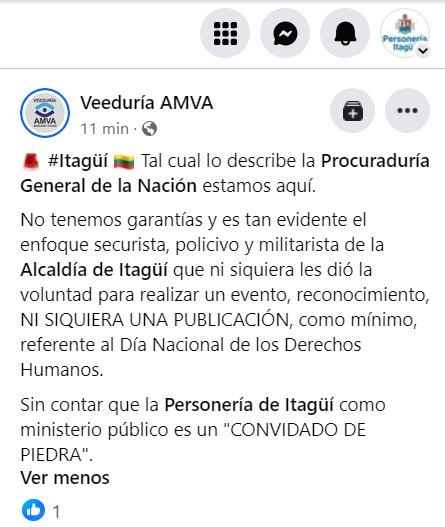 Personería
Itagüí
VEEDURÍA
AMVA
Veeduría AMVA
11 min ·
#Itagüí Tal cual lo describe la Procuraduría
General de la Nación estamos aquí.
No tenemos garantías y es tan evidente el
enfoque securista, policivo y militarista de la
Alcaldía de Itagüí que ni siquiera les dió la
voluntad para realizar un evento, reconocimiento,
NI SIQUIERA UNA PUBLICACIÓN, como mínimo,
referente al Día Nacional de los Derechos
Humanos.
Sin contar que la Personería de Itagüí como
ministerio público es un "CONVIDADO DE
PIEDRA".
Ver menos
1